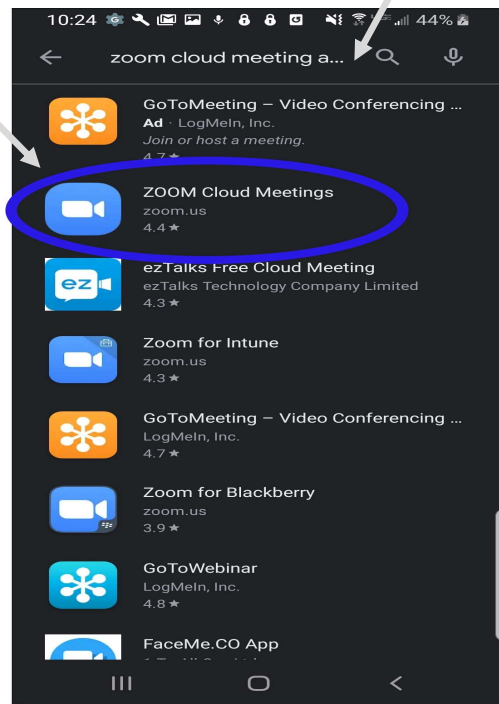 10:24 44%
zoom cloud meeting a...
GoToMeeting – Video Conferencing ...
Ad · LogMeIn, Inc.
Join or host a meeting.
4.7 ★
ZOOM Cloud Meetings
zoom.us
4.4 ★
ezTalks Free Cloud Meeting
ez
ezTalks Technology Company Limited
4.3 ★
Zoom for Intune
zoom.us
4.3 ★
GoToMeeting – Video Conferencing ...
LogMeIn, Inc.
4.7 ★
Zoom for Blackberry
zoom.us
3.9 ★
GoToWebinar
LogMeIn, Inc.
4.8 ★
FaceMe.CO App